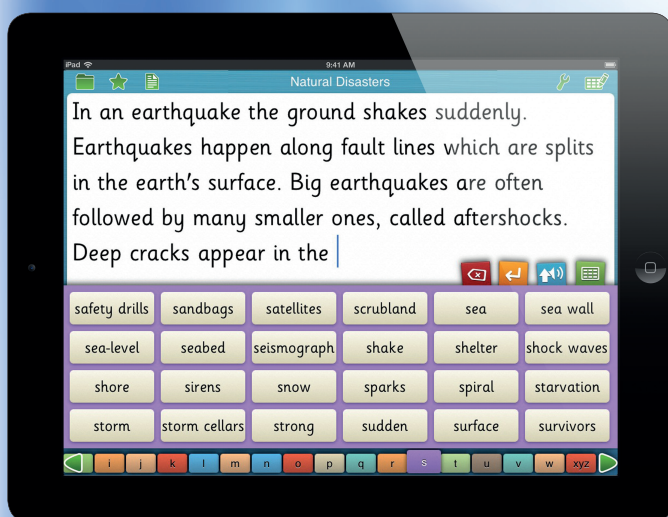 iPad 9:41 AM
Natural Disasters
In an earthquake the ground shakes suddenly.
Earthquakes happen along fault lines which are splits
in the earth's surface. Big earthquakes are often
followed by many smaller ones, called aftershocks.
Deep cracks appear in the
safety drills sandbags satellites scrubland sea sea wall
sea-level seabed seismograph shake shelter shock waves
shore sirens snow sparks spiral starvation
storm storm cellars strong sudden surface survivors
i j k l m n o p q r s t u v w xyz